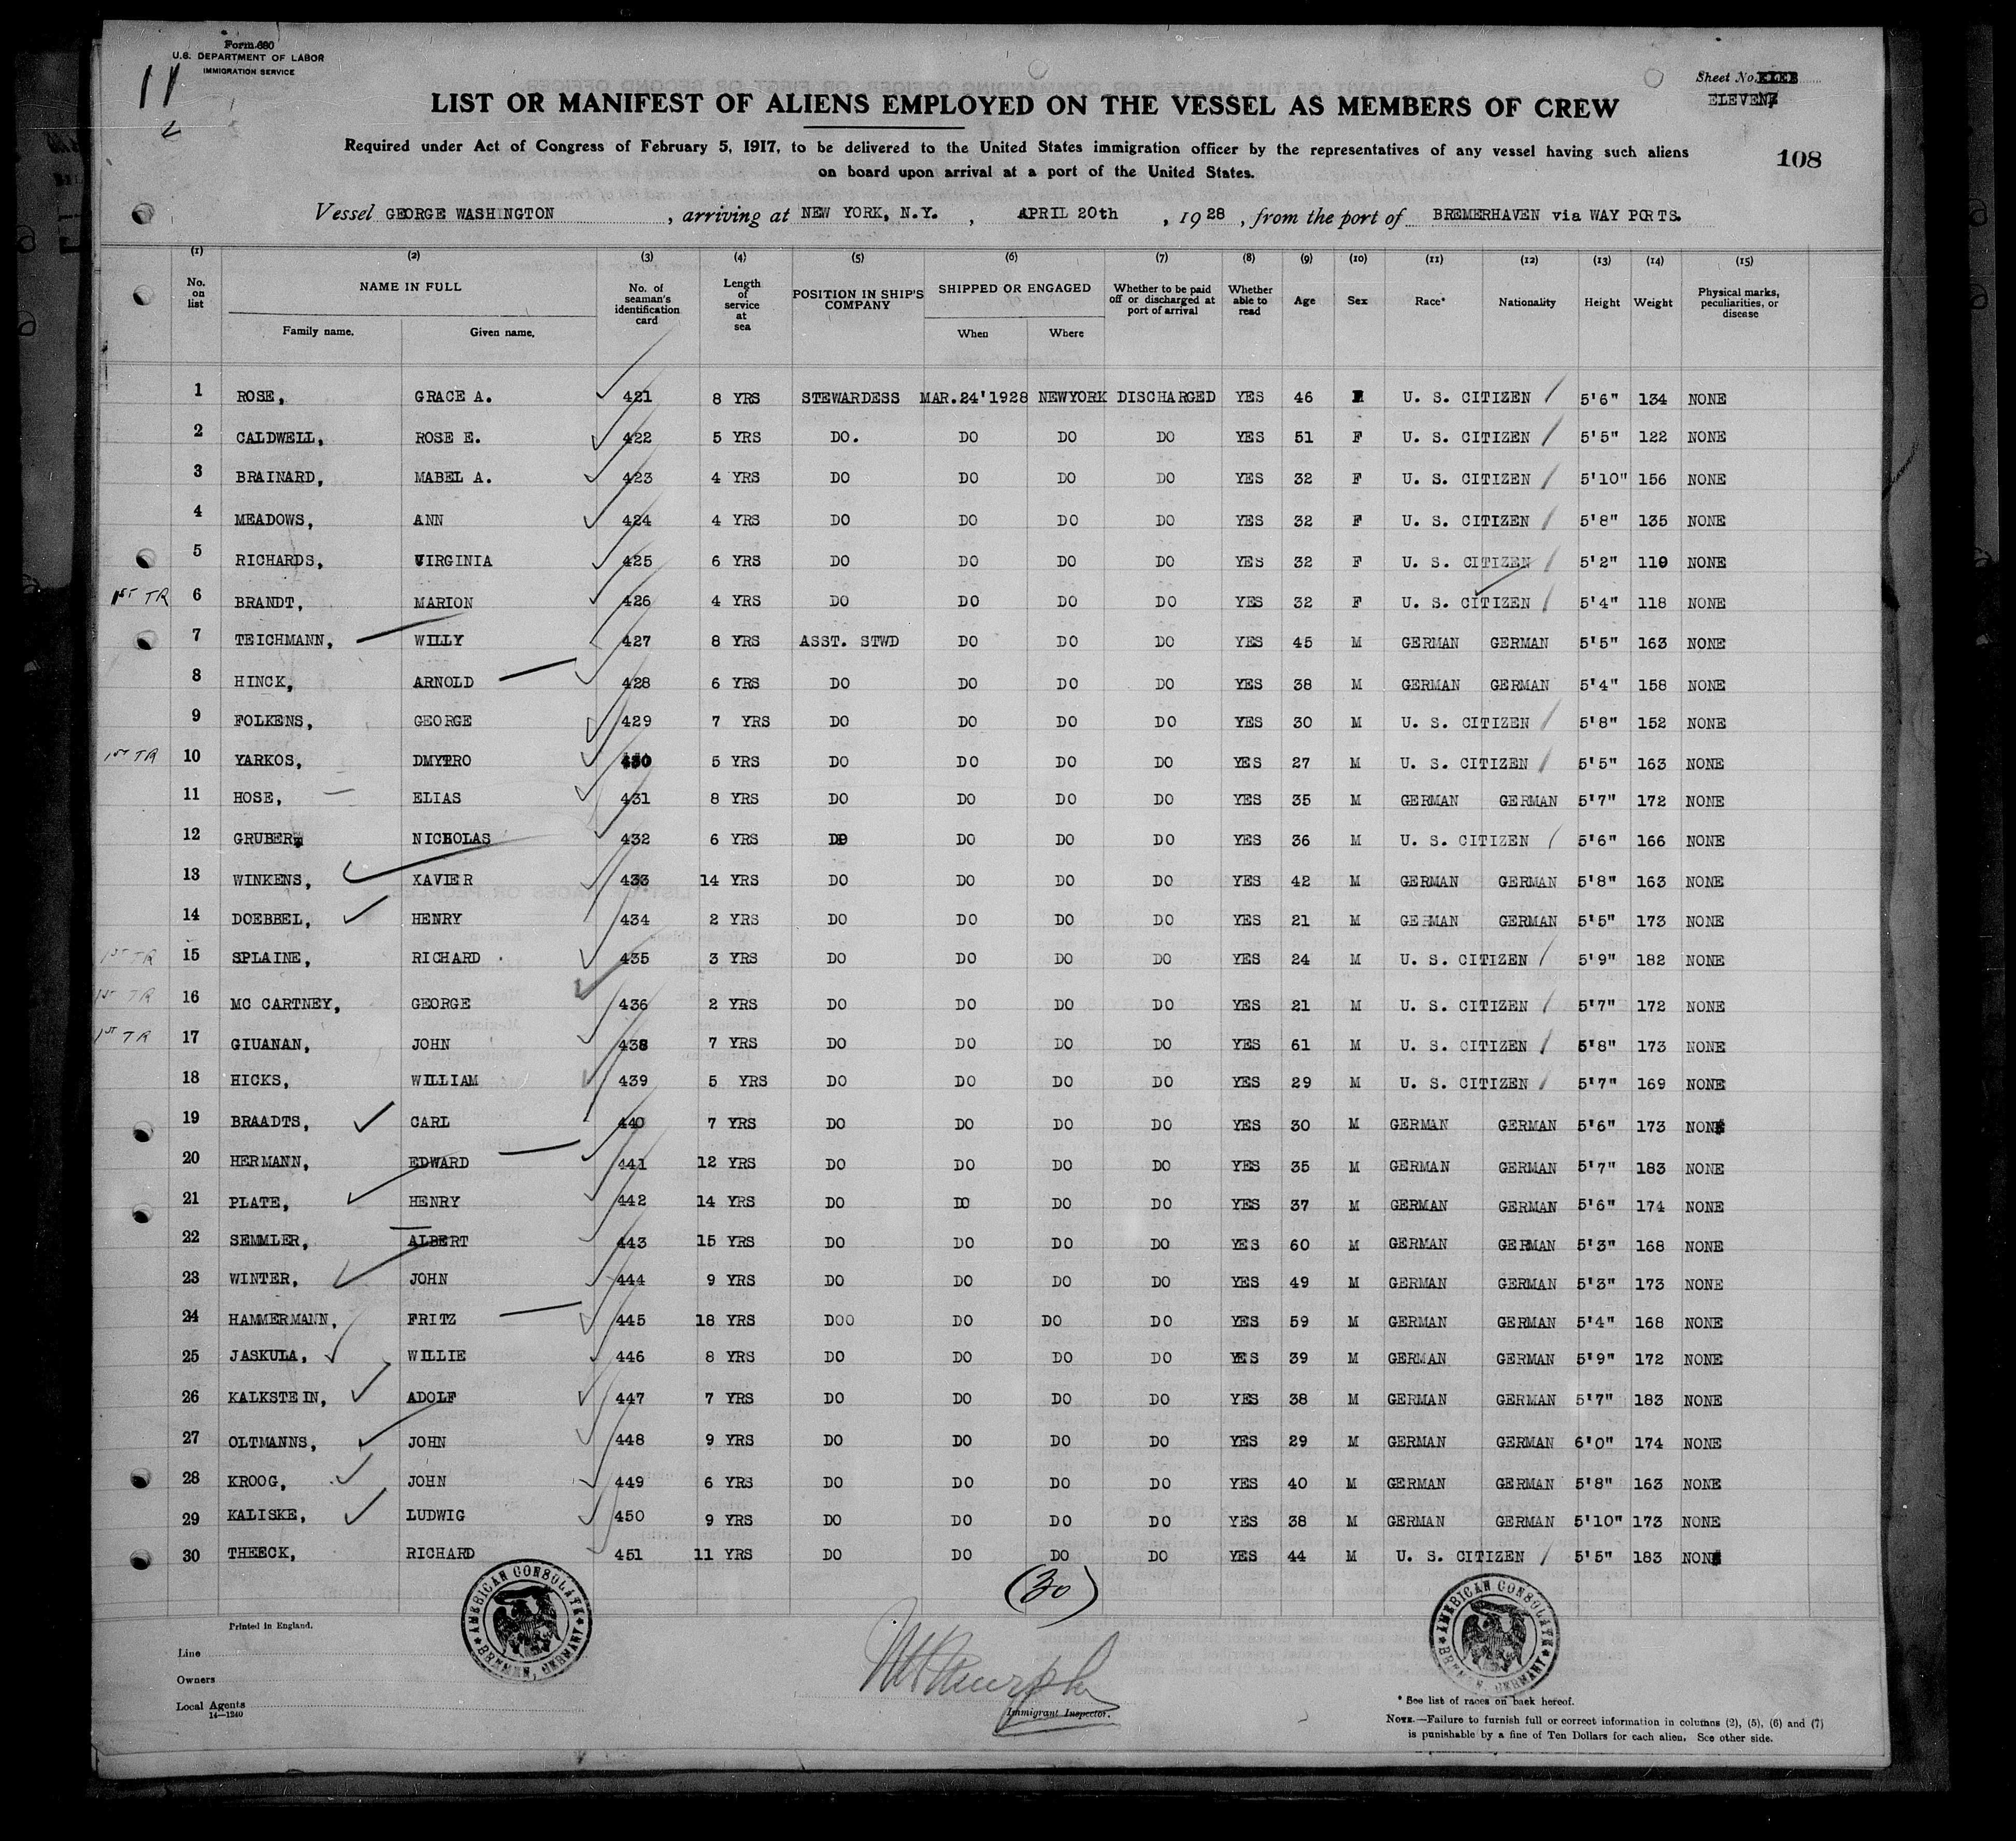 Form 680
U.S. DEPARTMENT OF LABOR
IMMIGRATION SERVICE
11
Sheet No.
ELEVEN
LIST OR MANIFEST OF ALIENS EMPLOYED ON THE VESSEL AS MEMBERS OF CREW
Required under Act of Congress of February 5, 1917, to be delivered to the United States immigration officer by the representatives of any vessel having such aliens
on board upon arrival at a port of the United States.
108
Vessel GEORGE WASHINGTON, arriving at NEW YORK, N.Y., APRIL 20th, 1928, from the port of BREMERHAVEN via WAY PORTS.
(1) (2) (3) (4) (5) (6) (7) (8) (9) (10) (11) (12) (13) (14) (15)
No. on list NAME IN FULL Family name. Given name. No. of seaman's identification card Length of service at sea POSITION IN SHIP'S COMPANY SHIPPED OR ENGAGED When Where Whether to be paid off or discharged at port of arrival Whether able to read Age Sex Race* Nationality Height Weight Physical marks, peculiarities, or disease
1 ROSE, GRACE A. 421 8 YRS STEWARDESS MAR.24'1928 NEWYORK DISCHARGED YES 46 F U. S. CITIZEN 5'6" 134 NONE
2 CALDWELL, ROSE E. 422 5 YRS DO. DO DO DO YES 51 F U. S. CITIZEN 5'5" 122 NONE
3 BRAINARD, MABEL A. 423 4 YRS DO DO DO DO YES 32 F U. S. CITIZEN 5'10" 156 NONE
4 MEADOWS, ANN 424 4 YRS DO DO DO DO YES 32 F U. S. CITIZEN 5'8" 135 NONE
5 RICHARDS, VIRGINIA 425 6 YRS DO DO DO DO YES 32 F U. S. CITIZEN 5'2" 110 NONE
1ST TR 6 BRANDT, MARION 426 4 YRS DO DO DO DO YES 32 F U. S. CITIZEN 5'4" 118 NONE
7 TEICHMANN, WILLY 427 8 YRS ASST. STWD DO DO DO YES 45 M GERMAN GERMAN 5'5" 163 NONE
8 HINCK, ARNOLD 428 6 YRS DO DO DO DO YES 38 M GERMAN GERMAN 5'4" 158 NONE
9 FOLKENS, GEORGE 429 7 YRS DO DO DO DO YES 30 M U. S. CITIZEN 5'8" 152 NONE
1ST TR 10 YARKOS, DMYTRO 430 5 YRS DO DO DO DO YES 27 M U. S. CITIZEN 5'5" 163 NONE
11 HOSE, ELIAS 431 8 YRS DO DO DO DO YES 35 M GERMAN GERMAN 5'7" 172 NONE
12 GRUBER, NICHOLAS 432 6 YRS DO DO DO DO YES 36 M U. S. CITIZEN 5'6" 166 NONE
13 WINKENS, XAVIER 433 14 YRS DO DO DO DO YES 42 M GERMAN GERMAN 5'8" 163 NONE
14 DOEBBEL, HENRY 434 2 YRS DO DO DO DO YES 21 M GERMAN GERMAN 5'5" 173 NONE
1ST TR 15 SPLAINE, RICHARD 435 3 YRS DO DO DO DO YES 24 M U. S. CITIZEN 5'9" 182 NONE
1ST TR 16 MC CARTNEY, GEORGE 436 2 YRS DO DO DO DO YES 21 M U. S. CITIZEN 5'7" 172 NONE
1ST TR 17 GIUANAN, JOHN 438 7 YRS DO DO DO DO YES 61 M U. S. CITIZEN 5'8" 173 NONE
18 HICKS, WILLIAM 439 5 YRS DO DO DO DO YES 29 M U. S. CITIZEN 5'7" 169 NONE
19 BRAADTS, CARL 440 7 YRS DO DO DO DO YES 30 M GERMAN GERMAN 5'6" 173 NONE
20 HERMANN, EDWARD 441 12 YRS DO DO DO DO YES 35 M GERMAN GERMAN 5'7" 183 NONE
21 PLATE, HENRY 442 14 YRS DO DO DO DO YES 37 M GERMAN GERMAN 5'6" 174 NONE
22 SEMMLER, ALBERT 443 15 YRS DO DO DO DO YES 60 M GERMAN GERMAN 5'3" 168 NONE
23 WINTER, JOHN 444 9 YRS DO DO DO DO YES 49 M GERMAN GERMAN 5'3" 173 NONE
24 HAMMERMANN, FRITZ 445 18 YRS DOO DO DO DO YES 59 M GERMAN GERMAN 5'4" 168 NONE
25 JASKULA, WILLIE 446 8 YRS DO DO DO DO YES 39 M GERMAN GERMAN 5'9" 172 NONE
26 KALKSTEIN, ADOLF 447 7 YRS DO DO DO DO YES 38 M GERMAN GERMAN 5'7" 183 NONE
27 OLTMANNS, JOHN 448 9 YRS DO DO DO DO YES 29 M GERMAN GERMAN 6'0" 174 NONE
28 KROOG, JOHN 449 6 YRS DO DO DO DO YES 40 M GERMAN GERMAN 5'8" 163 NONE
29 KALISKE, LUDWIG 450 9 YRS DO DO DO DO YES 38 M GERMAN GERMAN 5'10" 173 NONE
30 THEECK, RICHARD 451 11 YRS DO DO DO DO YES 44 M U. S. CITIZEN 5'5" 183 NONE
(30)
AMERICAN CONSULATE BREMEN, GERMANY
AMERICAN CONSULATE BREMEN, GERMANY
Printed in England.
Line
Owners
Local Agents
14—1240
Immigrant Inspector.
* See list of races on back hereof.
NOTE.—Failure to furnish full or correct information in columns (2), (5), (6) and (7)
is punishable by a fine of Ten Dollars for each alien. See other side.